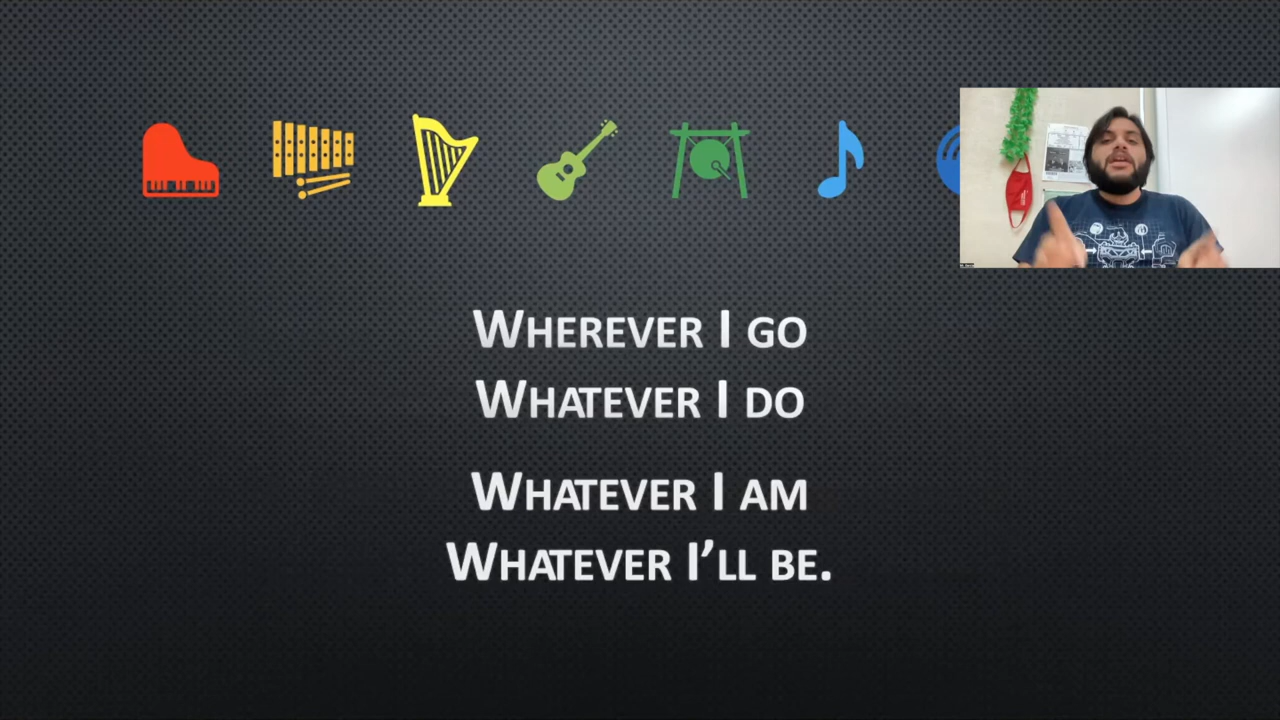 Wherever I go
Whatever I do
Whatever I am
Whatever I'll be.